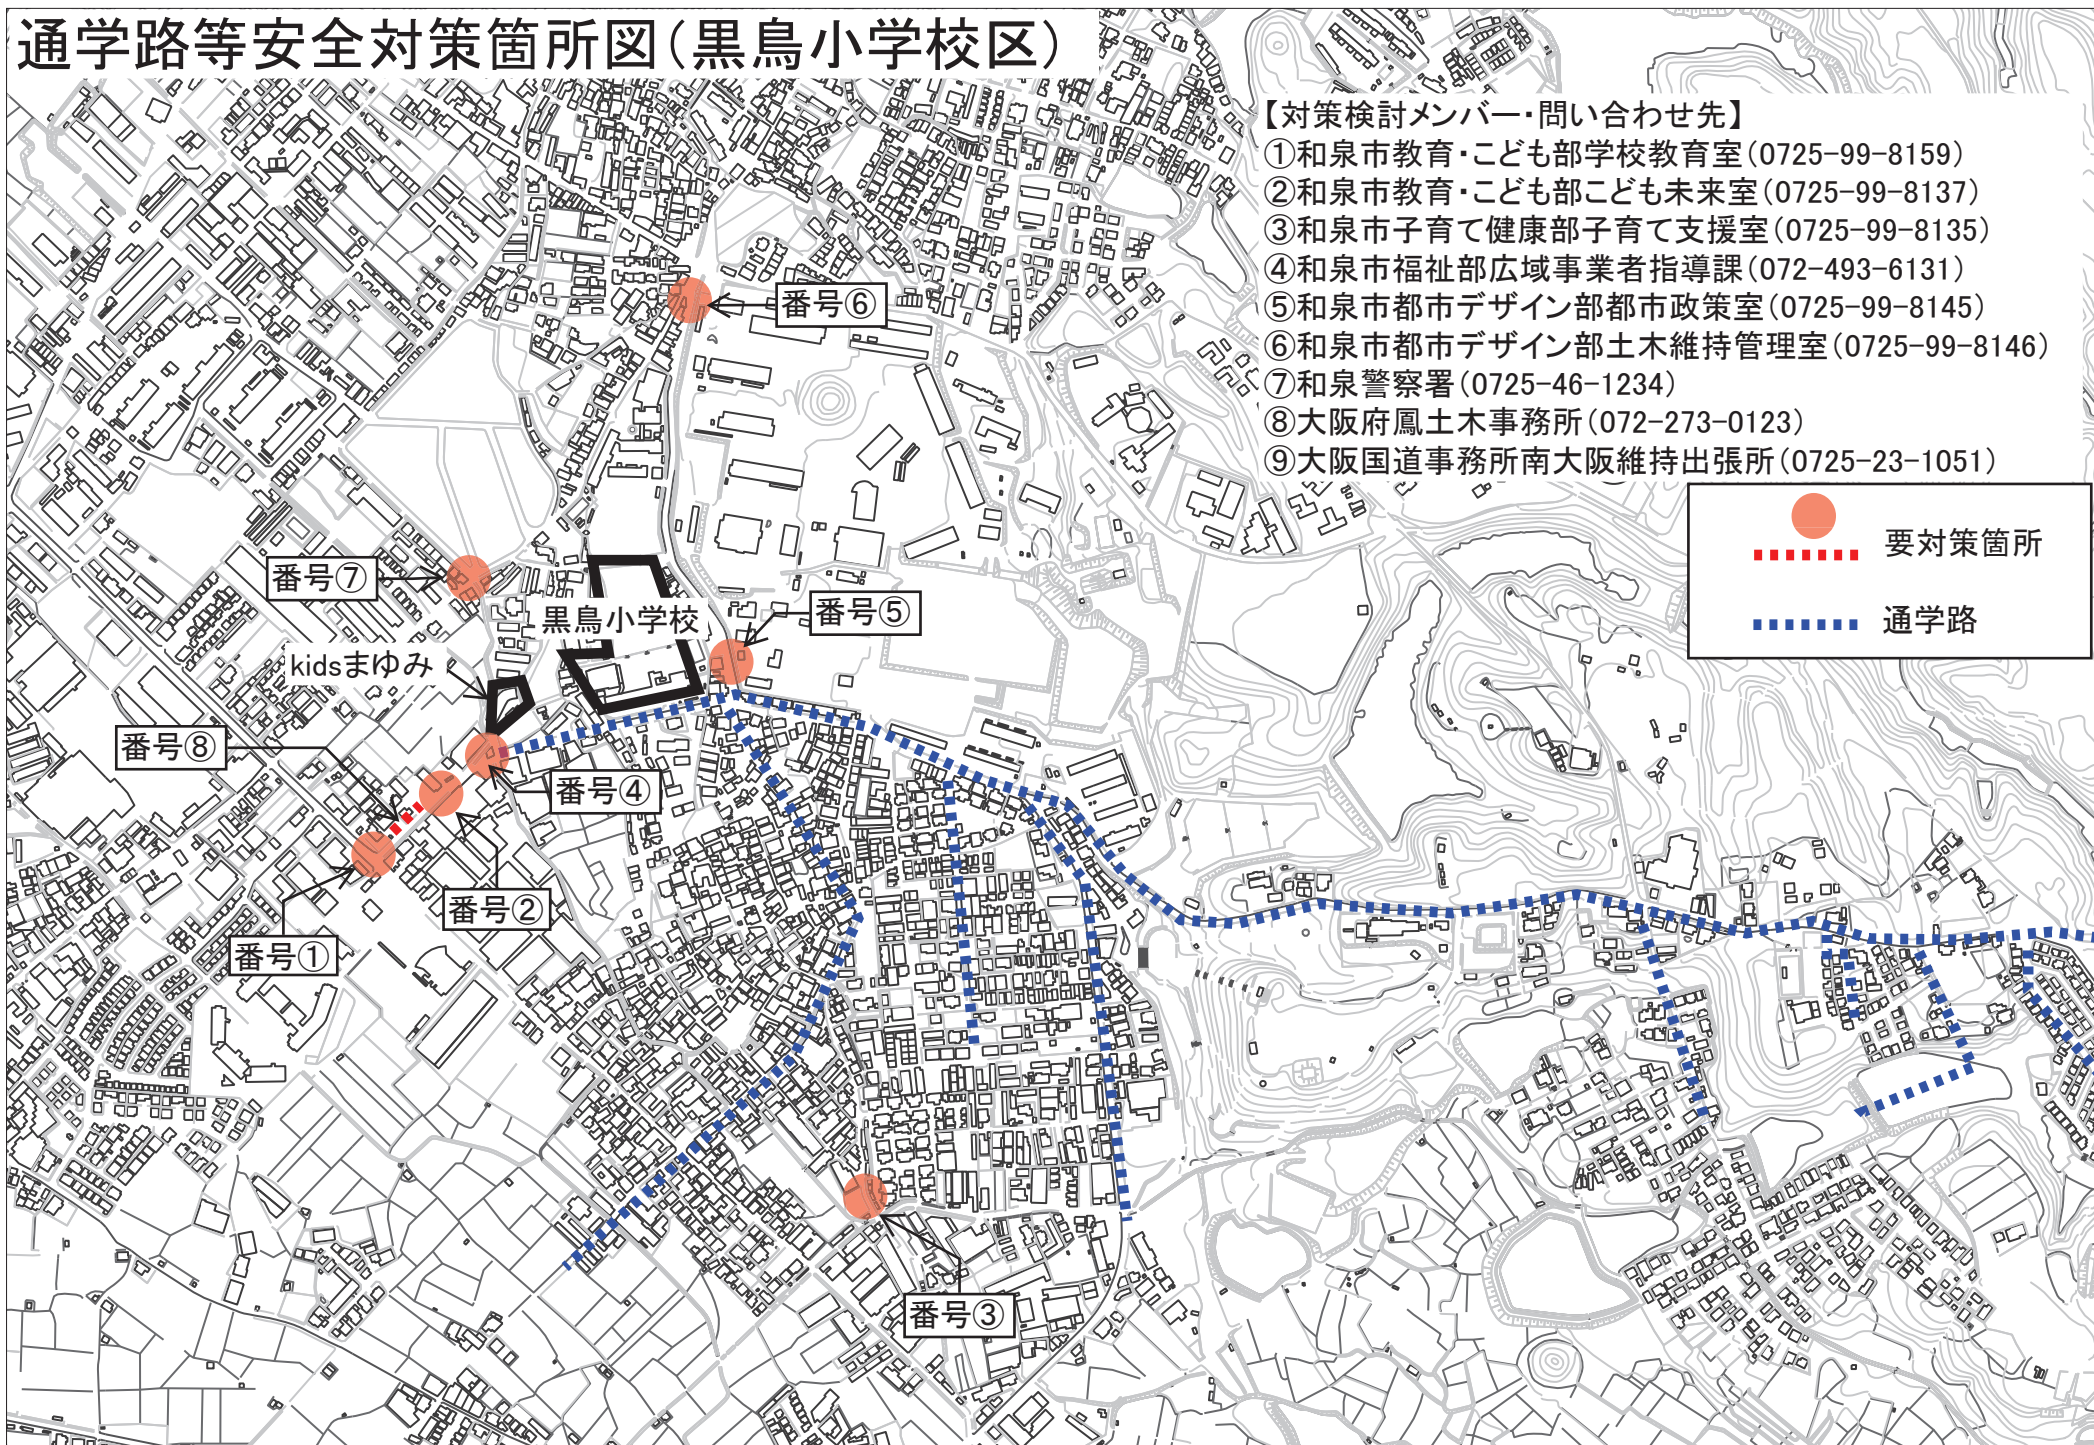 通学路等安全対策箇所図(黒鳥小学校区)
【対策検討メンバー・問い合わせ先】
①和泉市教育・こども部学校教育室(0725-99-8159)
②和泉市教育・こども部こども未来室(0725-99-8137)
③和泉市子育て健康部子育て支援室(0725-99-8135)
④和泉市福祉部広域事業者指導課(072-493-6131)
⑤和泉市都市デザイン部都市政策室(0725-99-8145)
⑥和泉市都市デザイン部土木維持管理室(0725-99-8146)
⑦和泉警察署(0725-46-1234)
⑧大阪府鳳土木事務所(072-273-0123)
⑨大阪国道事務所南大阪維持出張所(0725-23-1051)
要対策箇所
通学路
番号⑥
番号⑦
黒鳥小学校
番号⑤
kidsまゆみ
番号⑧
番号④
番号②
番号①
番号③